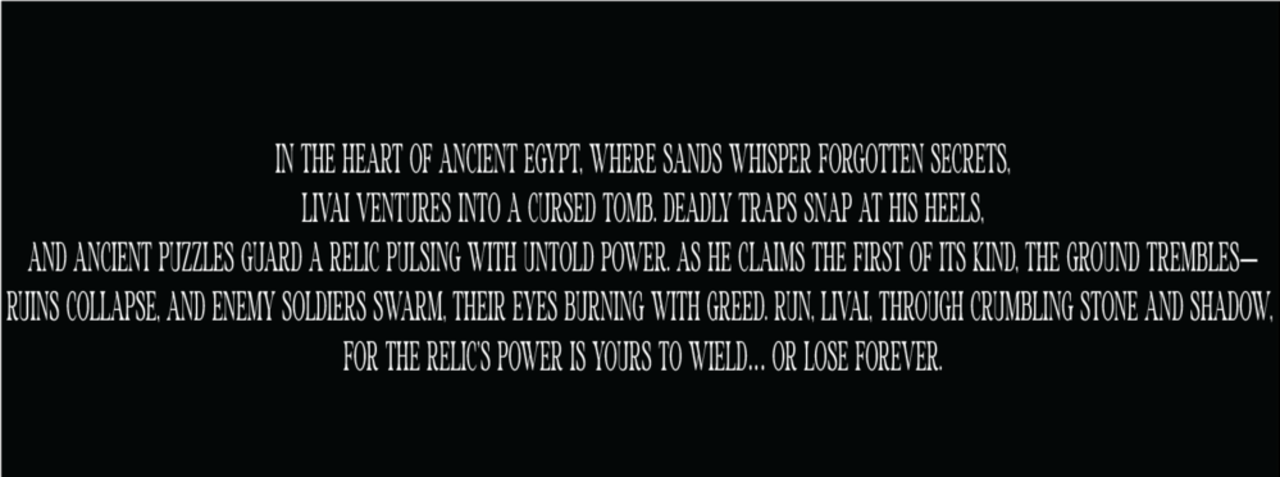 IN THE HEART OF ANCIENT EGYPT, WHERE SANDS WHISPER FORGOTTEN SECRETS,
LIVAI VENTURES INTO A CURSED TOMB. DEADLY TRAPS SNAP AT HIS HEELS,
AND ANCIENT PUZZLES GUARD A RELIC PULSING WITH UNTOLD POWER. AS HE CLAIMS THE FIRST OF ITS KIND, THE GROUND TREMBLES—
RUINS COLLAPSE, AND ENEMY SOLDIERS SWARM, THEIR EYES BURNING WITH GREED. RUN, LIVAI, THROUGH CRUMBLING STONE AND SHADOW,
FOR THE RELIC'S POWER IS YOURS TO WIELD... OR LOSE FOREVER.